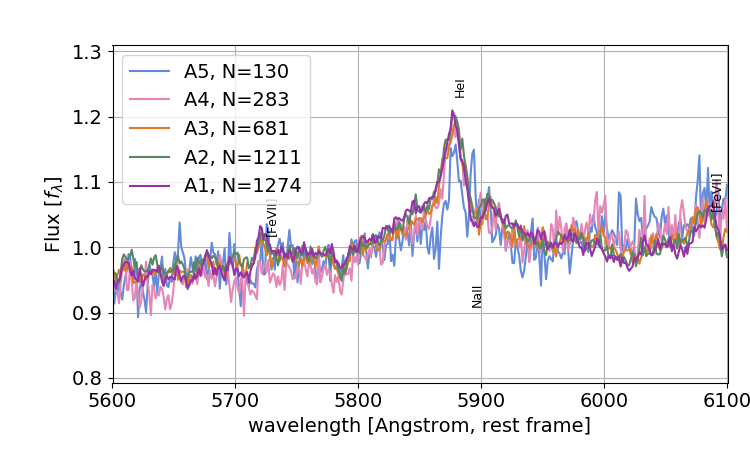 1.3
1.2
1.1
1.0
0.9
0.8
Flux [fλ]
A5, N=130
A4, N=283
A3, N=681
A2, N=1211
A1, N=1274
[FeVII]
HeI
NaII
[FeVII]
5600 5700 5800 5900 6000 6100
wavelength [Angstrom, rest frame]